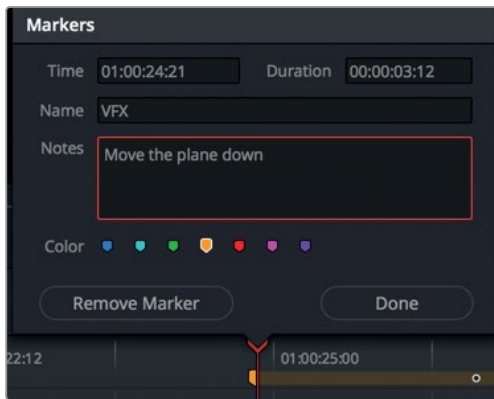 Markers
Time 01:00:24:21 Duration 00:00:03:12
Name VFX
Notes Move the plane down
Color
Remove Marker Done
22:12 01:00:25:00